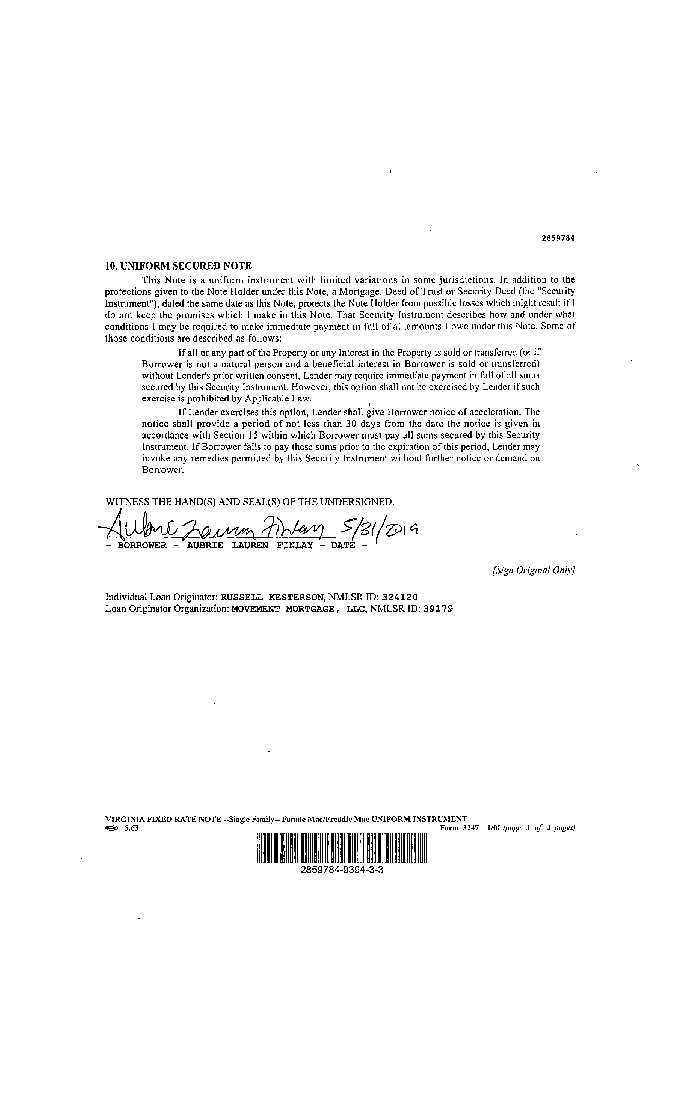 2859784
10. UNIFORM SECURED NOTE
This Note is a uniform instrument with limited variations in some jurisdictions. In addition to the
protections given to the Note Holder under this Note, a Mortgage, Deed of Trust or Security Deed (the "Security
Instrument"), dated the same date as this Note, protects the Note Holder from possible losses which might result if I
do not keep the promises which I make in this Note. That Security Instrument describes how and under what
conditions I may be required to make immediate payment in full of all amounts I owe under this Note. Some of
those conditions are described as follows:
If all or any part of the Property or any Interest in the Property is sold or transferred (or if
Borrower is not a natural person and a beneficial interest in Borrower is sold or transferred)
without Lender's prior written consent, Lender may require immediate payment in full of all sums
secured by this Security Instrument. However, this option shall not be exercised by Lender if such
exercise is prohibited by Applicable Law.
If Lender exercises this option, Lender shall give Borrower notice of acceleration. The
notice shall provide a period of not less than 30 days from the date the notice is given in
accordance with Section 15 within which Borrower must pay all sums secured by this Security
Instrument. If Borrower fails to pay these sums prior to the expiration of this period, Lender may
invoke any remedies permitted by this Security Instrument without further notice or demand on
Borrower.
WITNESS THE HAND(S) AND SEAL(S) OF THE UNDERSIGNED.
Aubrie Lauren Finlay 5/31/2019
- BORROWER - AUBRIE LAUREN FINLAY - DATE -
[Sign Original Only]
Individual Loan Originator: RUSSELL KESTERSON, NMLSR ID: 324120
Loan Originator Organization: MOVEMENT MORTGAGE, LLC, NMLSR ID: 39179
VIRGINIA FIXED RATE NOTE--Single Family-- Fannie Mae/Freddie Mac UNIFORM INSTRUMENT
5.63 Form 3247 1/01 (page 3 of 3 pages)
2859784-9394-3-3